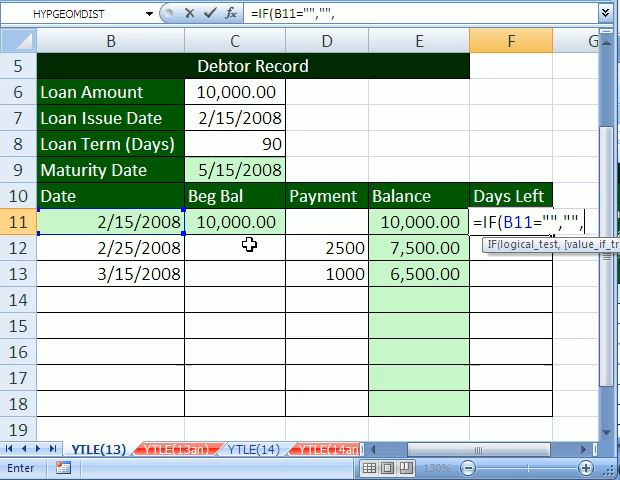 HYPGEOMDIST fx =IF(B11="","",
B C D E F G
5 Debtor Record
6 Loan Amount 10,000.00
7 Loan Issue Date 2/15/2008
8 Loan Term (Days) 90
9 Maturity Date 5/15/2008
10 Date Beg Bal Payment Balance Days Left
11 2/15/2008 10,000.00 10,000.00 =IF(B11="","",
IF(logical_test, [value_if_tr
12 2/25/2008 2500 7,500.00
13 3/15/2008 1000 6,500.00
14
15
16
17
18
19
YTLE(13) YTLE(13an) YTLE(14) YTLE(14an
Enter 130%